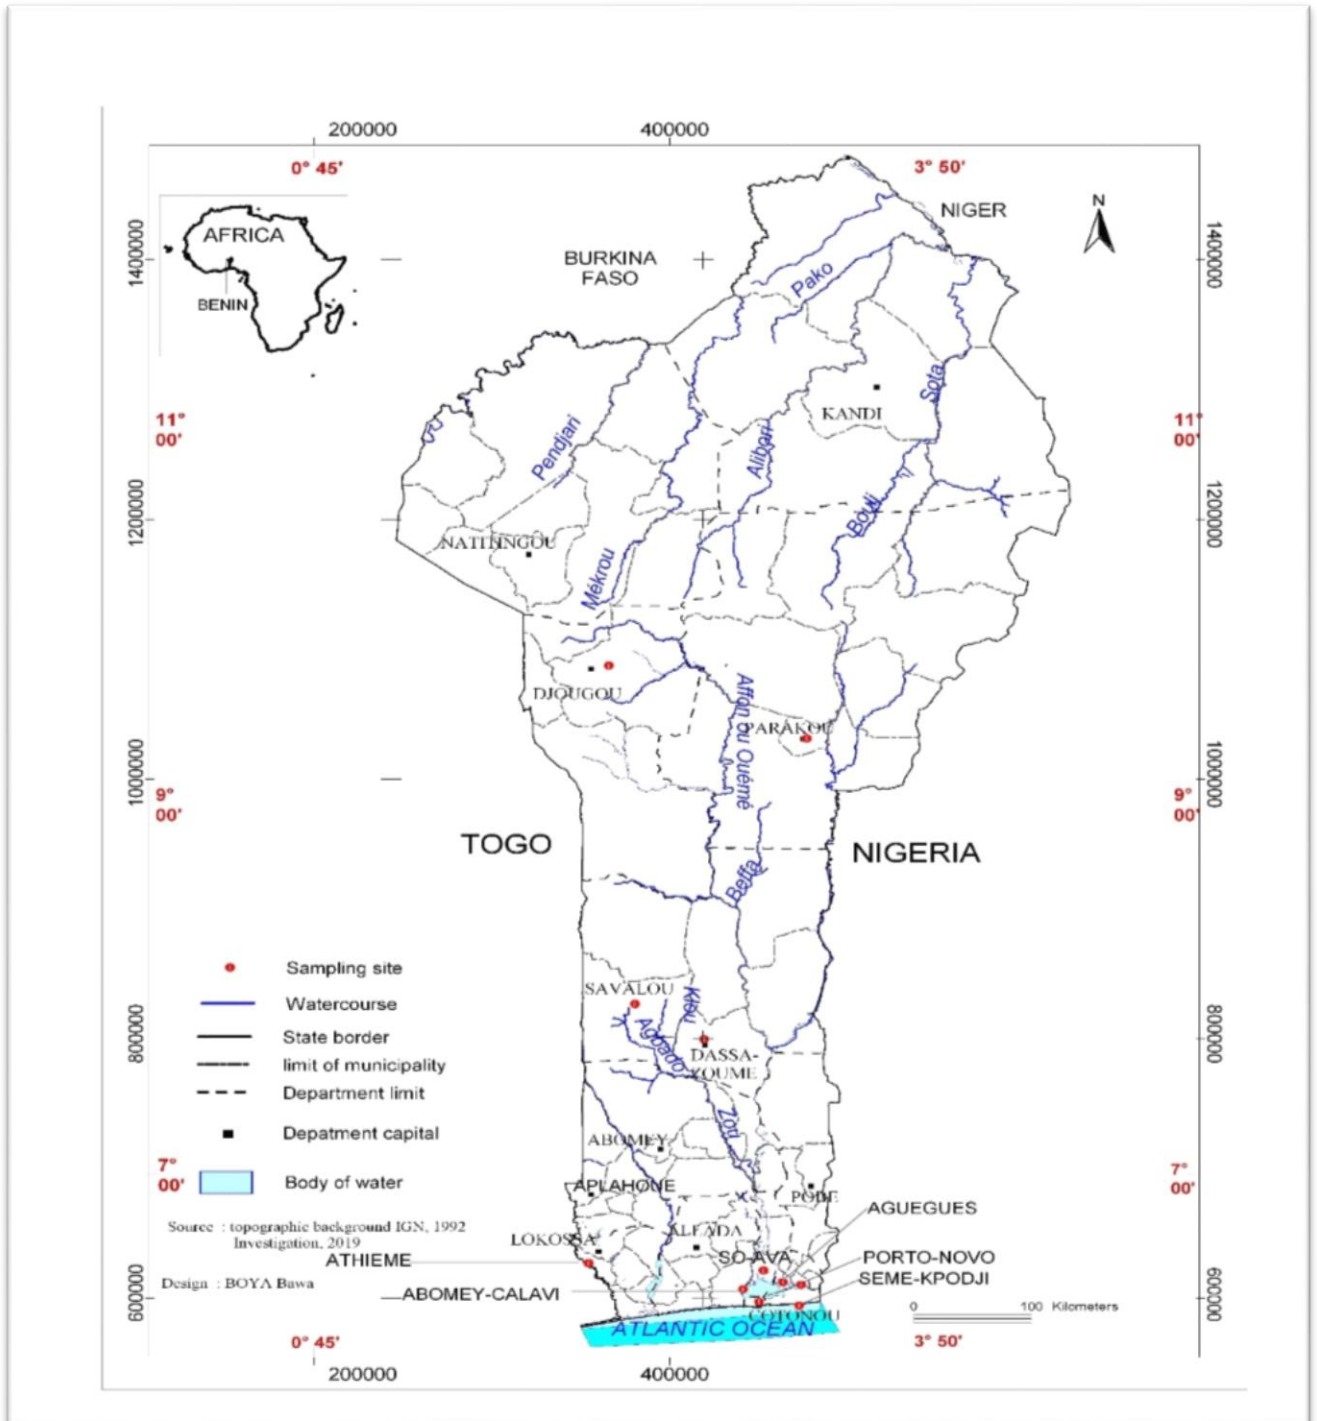 200000 400000
0° 45' 3° 50'
N
NIGER
AFRICA
BENIN
BURKINA
FASO
1400000 1400000
Pako
Sota
KANDI
11°
00'
11°
00'
Pendjari
Alibori
Bouli
1200000 1200000
NATITINGOU
Mékrou
DJOUGOU
Affon ou Ouémé
PARAKOU
1000000 1000000
9°
00'
9°
00'
TOGO
NIGERIA
Beffa
Sampling site
Watercourse
State border
limit of municipality
Department limit
Depatment capital
Body of water
SAVALOU
Klou
Agbado
800000 800000
DASSA-
ZOUME
Zoti
ABOMEY
7°
00'
7°
00'
APLAHOUE
POBE
AGUEGUES
Source : topographic background IGN, 1992
Investigation, 2019
LOKOSSA
ALLADA
SO-AVA
ATHIEME
PORTO-NOVO
SEME-KPODJI
Design : BOYA Bawa
ABOMEY-CALAVI
600000 600000
0 100 Kilometers
COTONOU
ATLANTIC OCEAN
0° 45' 3° 50'
200000 400000